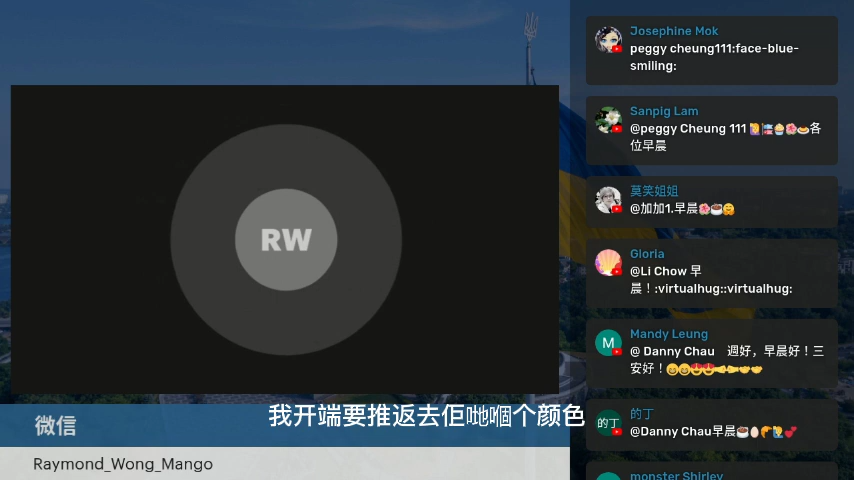 Josephine Mok
peggy cheung111:face-blue-
smiling:
Sanpig Lam
@peggy Cheung 111 🙋🎏🧁🌺🌭各
位早晨
莫笑姐姐
@加加1.早晨🌺☕🤗
Gloria
@Li Chow 早
晨！:virtualhug::virtualhug:
Mandy Leung
@ Danny Chau 週好，早晨好！三
安好！😄😄😍😍🤝🤝🤝
的丁
@Danny Chau早晨☕🥚🥐🙋‍♂️💕
monster Shirley
RW
M
的丁
我开端要推返去佢哋嗰个颜色
微信
Raymond_Wong_Mango